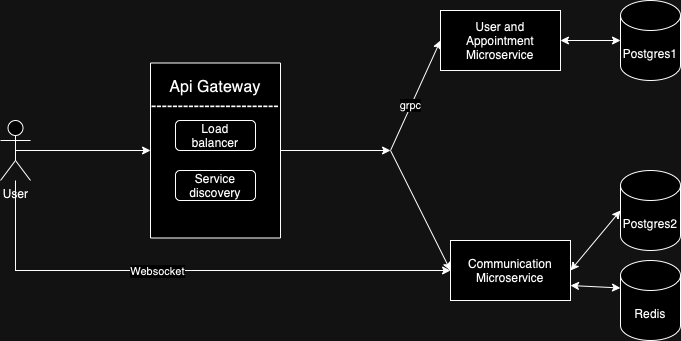 User and
Appointment
Microservice
Postgres1
Api Gateway
grpc
Load
balancer
Service
discovery
User
Postgres2
Communication
Microservice
Websocket
Redis